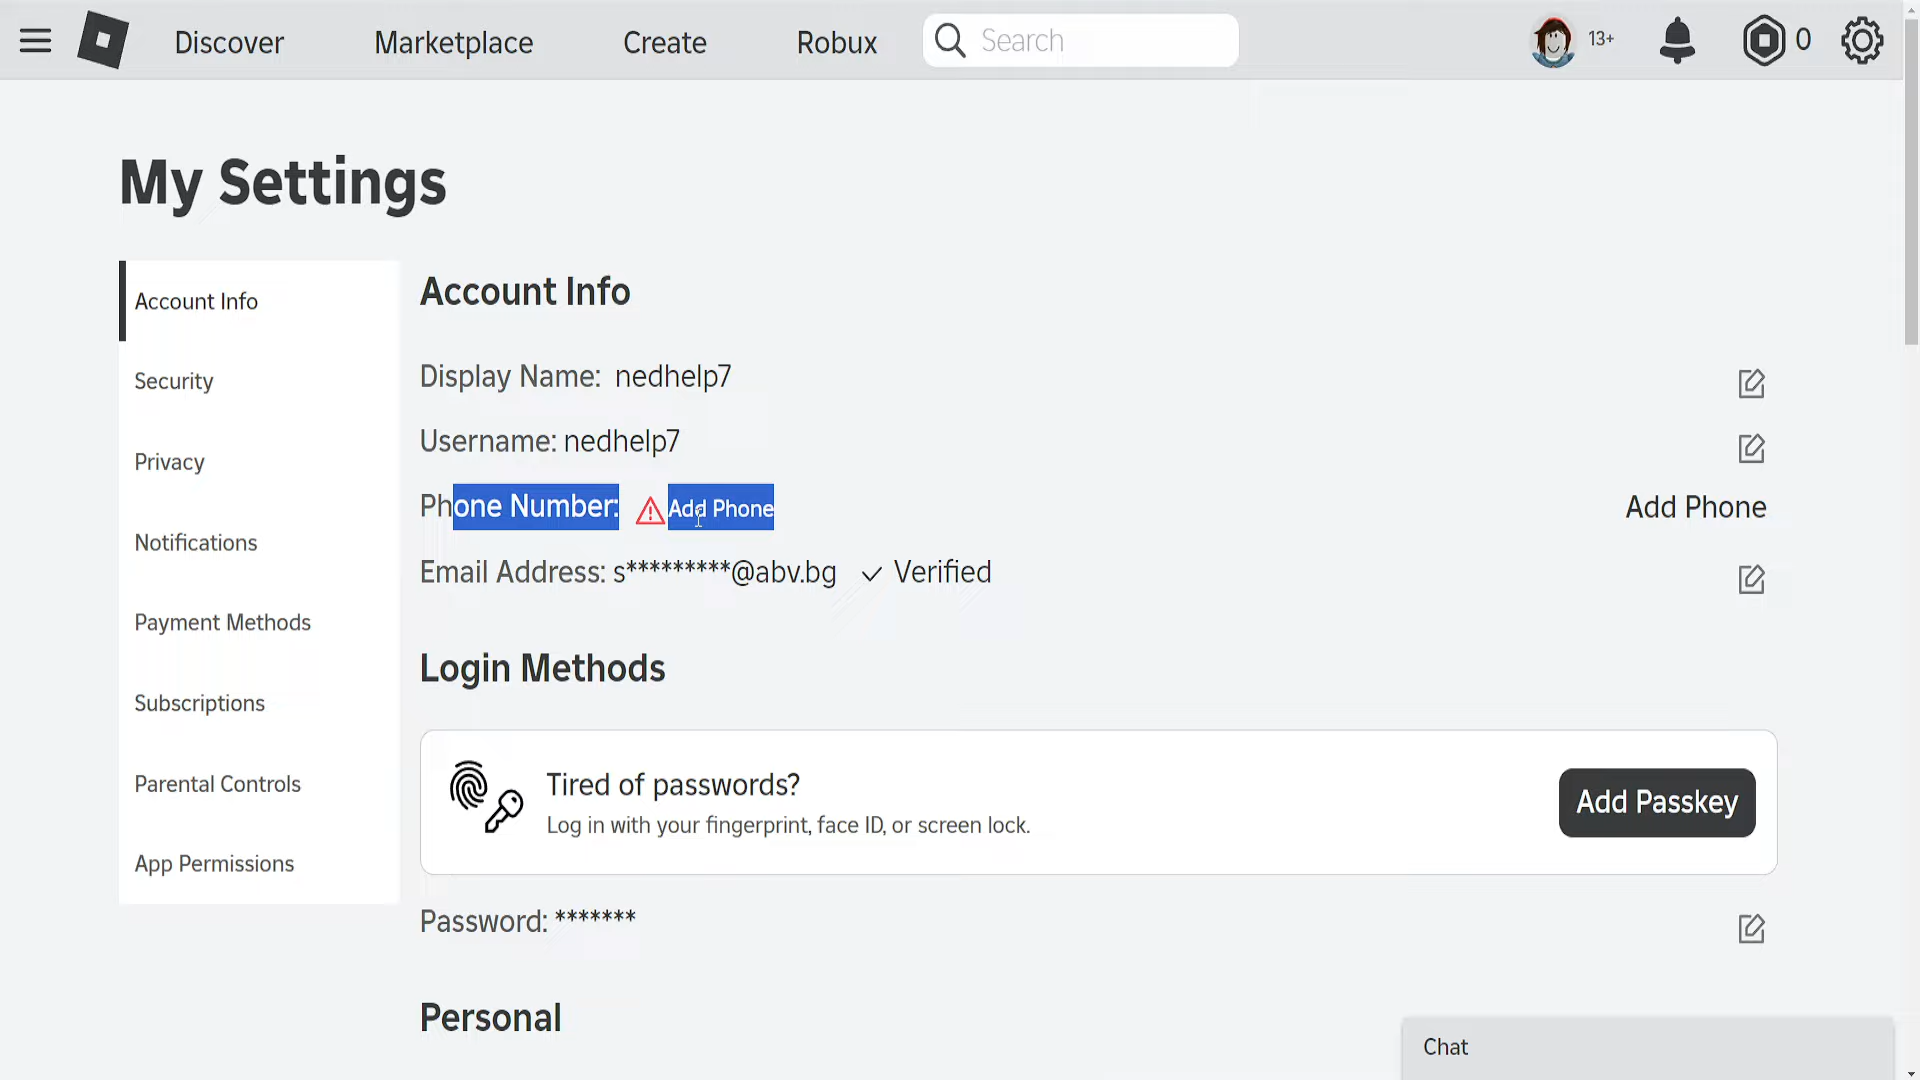 Discover Marketplace Create Robux Search 13+ 0
My Settings
Account Info
Security
Privacy
Notifications
Payment Methods
Subscriptions
Parental Controls
App Permissions
Account Info
Display Name: nedhelp7
Username: nedhelp7
Phone Number: Add Phone Add Phone
Email Address: s*********@abv.bg Verified
Login Methods
Tired of passwords?
Log in with your fingerprint, face ID, or screen lock.
Add Passkey
Password: *******
Personal
Chat